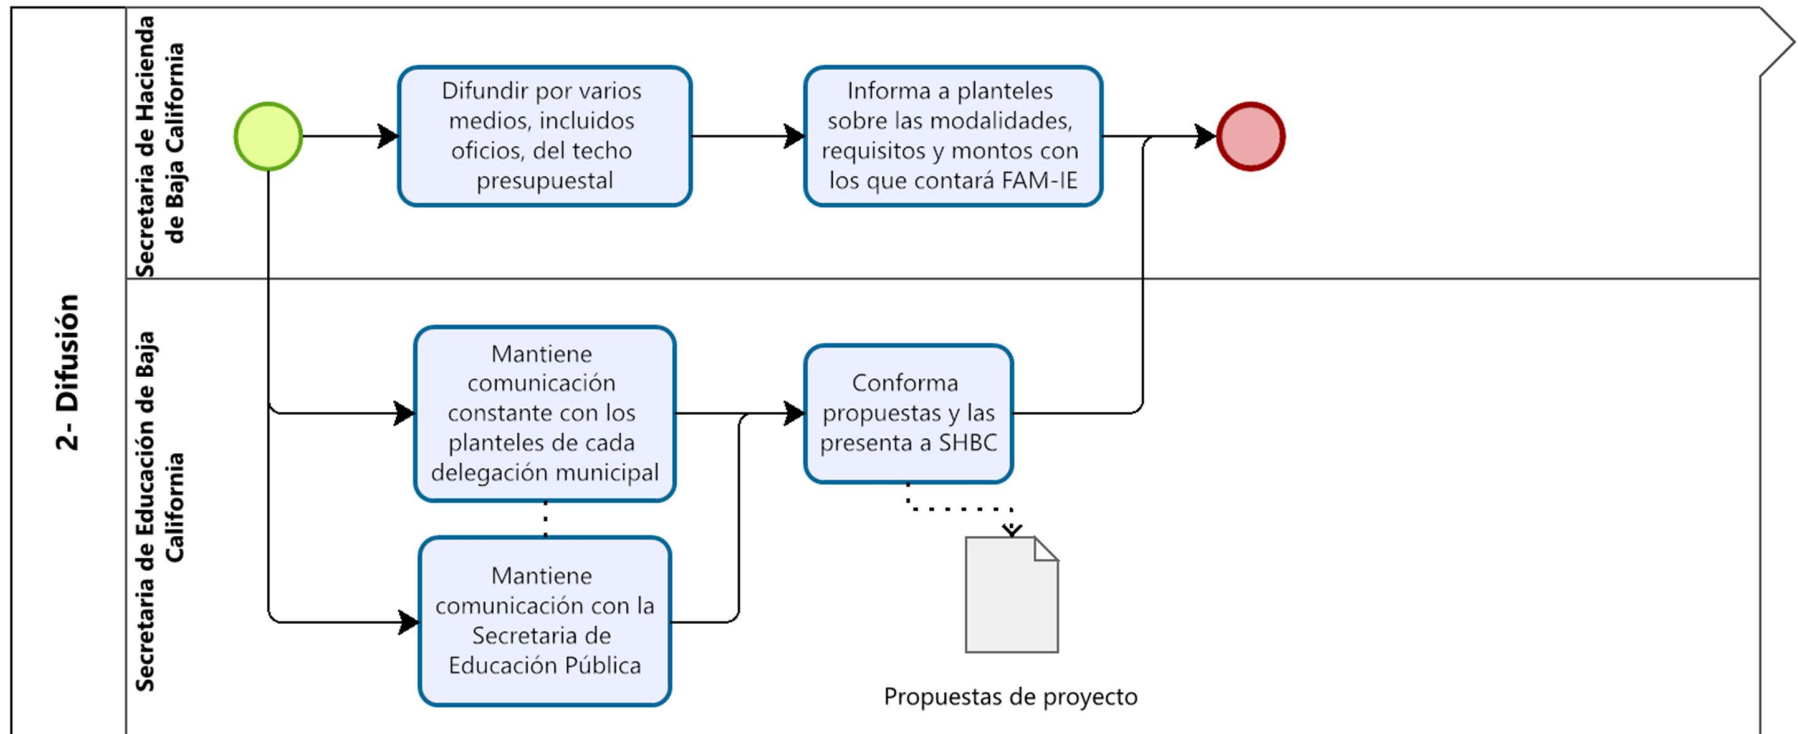 2- Difusión
Secretaria de Hacienda
de Baja California
Difundir por varios
medios, incluidos
oficios, del techo
presupuestal
Informa a planteles
sobre las modalidades,
requisitos y montos con
los que contará FAM-IE
Secretaria de Educación de Baja
California
Mantiene
comunicación
constante con los
planteles de cada
delegación municipal
Conforma
propuestas y las
presenta a SHBC
Mantiene
comunicación con la
Secretaria de
Educación Pública
Propuestas de proyecto